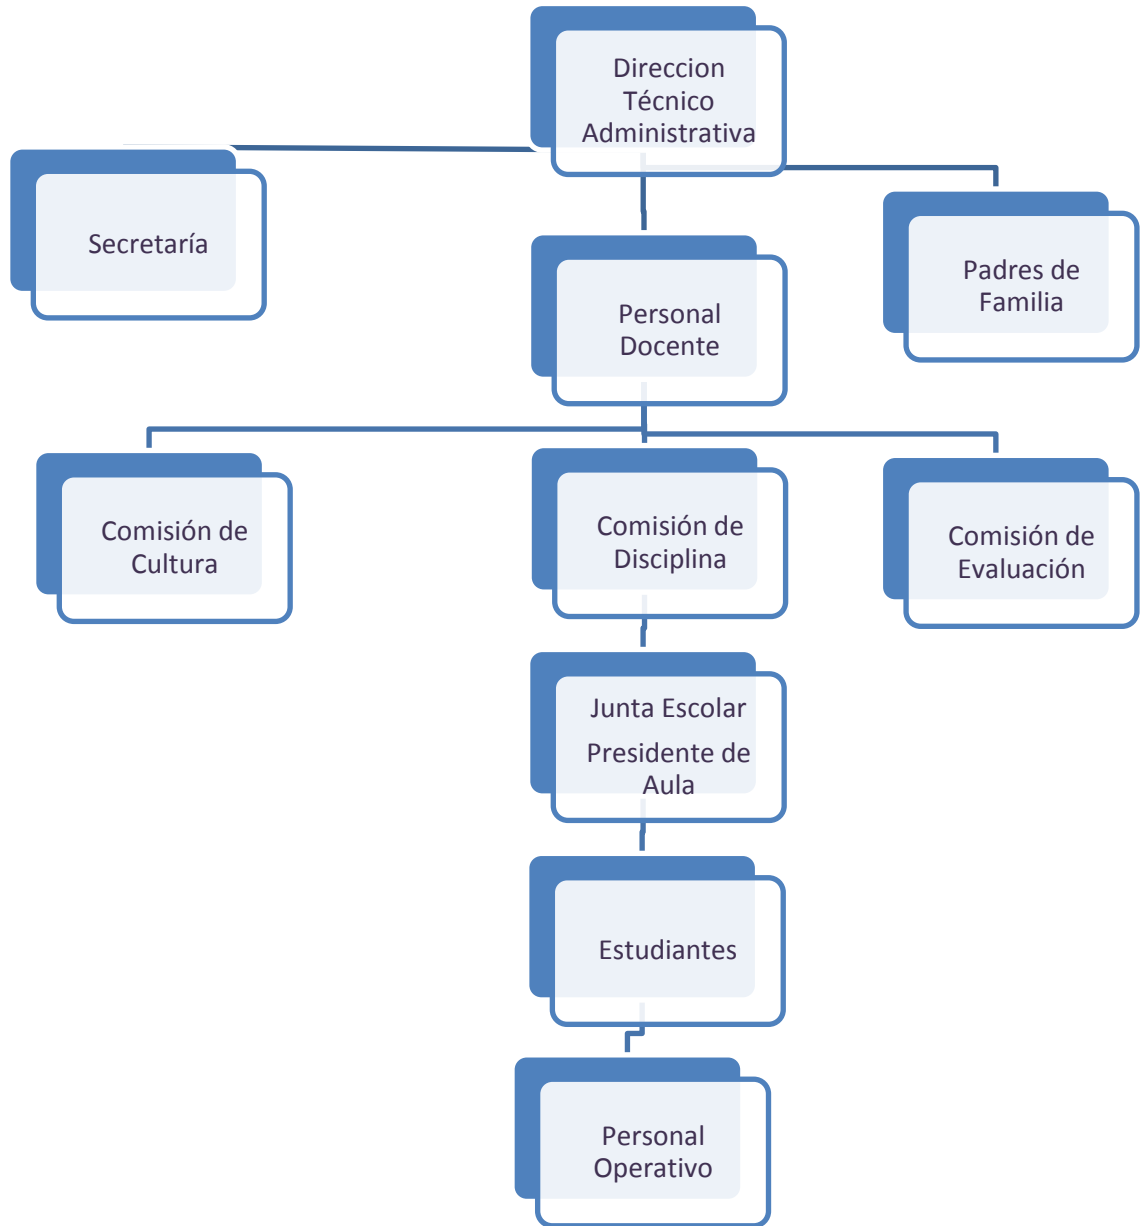 Direccion
Técnico
Administrativa
Secretaría
Padres de
Familia
Personal
Docente
Comisión de
Cultura
Comisión de
Disciplina
Comisión de
Evaluación
Junta Escolar
Presidente de
Aula
Estudiantes
Personal
Operativo